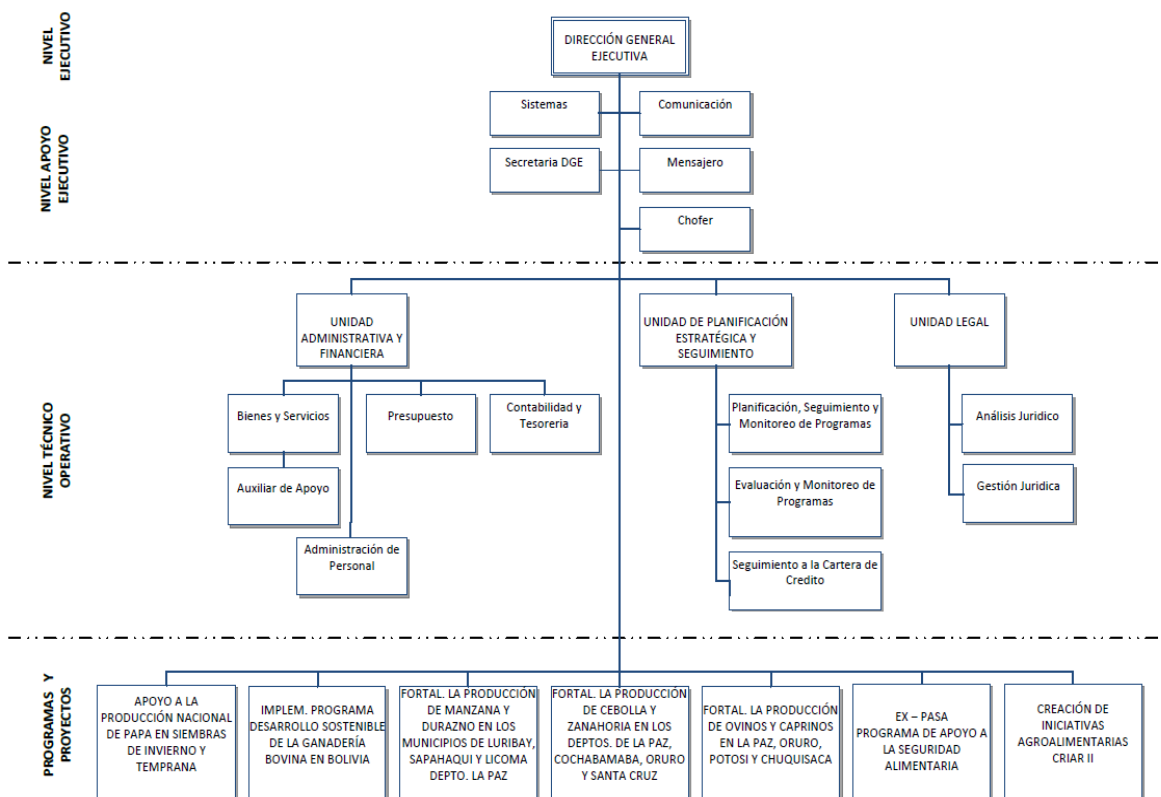 NIVEL
EJECUTIVO
DIRECCIÓN GENERAL
EJECUTIVA
NIVEL APOYO
EJECUTIVO
Sistemas
Comunicación
Secretaria DGE
Mensajero
Chofer
NIVEL TÉCNICO
OPERATIVO
UNIDAD
ADMINISTRATIVA Y
FINANCIERA
UNIDAD DE PLANIFICACIÓN
ESTRATÉGICA Y
SEGUIMIENTO
UNIDAD LEGAL
Bienes y Servicios
Presupuesto
Contabilidad y
Tesoreria
Auxiliar de Apoyo
Administración de
Personal
Planificación, Seguimiento y
Monitoreo de Programas
Evaluación y Monitoreo de
Programas
Seguimiento a la Cartera de
Credito
Análisis Juridico
Gestión Juridica
PROGRAMAS Y
PROYECTOS
APOYO A LA
PRODUCCIÓN NACIONAL
DE PAPA EN SIEMBRAS
DE INVIERNO Y
TEMPRANA
IMPLEM. PROGRAMA
DESARROLLO SOSTENIBLE
DE LA GANADERÍA
BOVINA EN BOLIVIA
FORTAL. LA PRODUCCIÓN
DE MANZANA Y
DURAZNO EN LOS
MUNICIPIOS DE LURIBAY,
SAPAHAQUI Y LICOMA
DEPTO. LA PAZ
FORTAL. LA PRODUCCIÓN
DE CEBOLLA Y
ZANAHORIA EN LOS
DEPTOS. DE LA PAZ,
COCHABAMABA, ORURO
Y SANTA CRUZ
FORTAL. LA PRODUCCIÓN
DE OVINOS Y CAPRINOS
EN LA PAZ, ORURO,
POTOSI Y CHUQUISACA
EX – PASA
PROGRAMA DE APOYO A
LA SEGURIDAD
ALIMENTARIA
CREACIÓN DE
INICIATIVAS
AGROALIMENTARIAS
CRIAR II